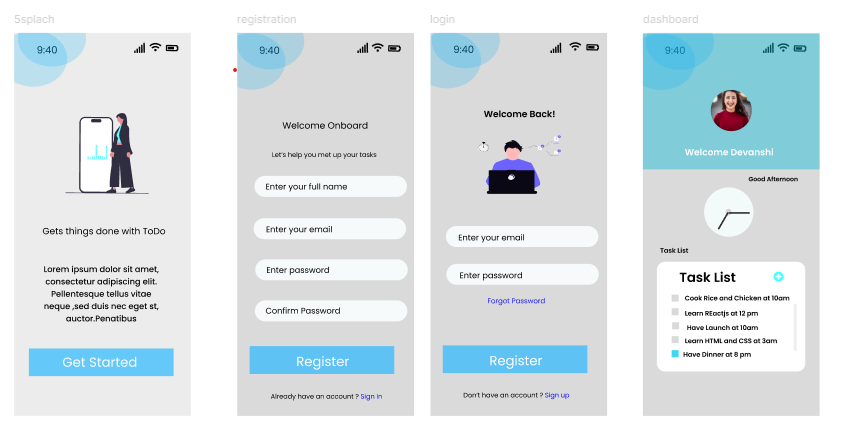 5splach
9:40
Gets things done with ToDo
Lorem ipsum dolor sit amet,
consectetur adipiscing elit.
Pellentesque tellus vitae
neque ,sed duis nec eget st,
auctor.Penatibus
Get Started
registration
9:40
Welcome Onboard
Let's help you met up your tasks
Enter your full name
Enter your email
Enter password
Confirm Password
Register
Already have an account ? Sign In
login
9:40
Welcome Back!
Enter your email
Enter password
Forgot Password
Register
Don't have an account ? Sign up
dashboard
9:40
Welcome Devanshi
Good Afternoon
Task List
Task List
Cook Rice and Chicken at 10am
Learn REactjs at 12 pm
Have Launch at 10am
Learn HTML and CSS at 3am
Have Dinner at 8 pm